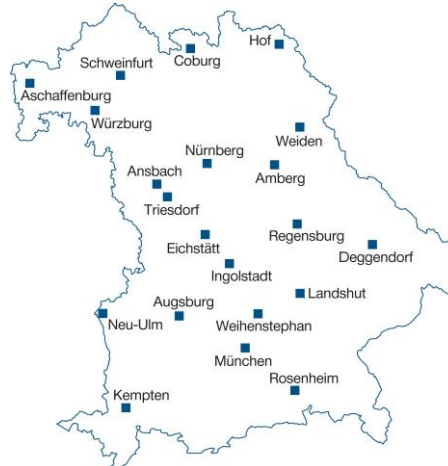 Hof
Coburg
Schweinfurt
Aschaffenburg
Würzburg
Weiden
Nürnberg
Amberg
Ansbach
Triesdorf
Regensburg
Eichstätt
Deggendorf
Ingolstadt
Landshut
Augsburg
Neu-Ulm
Weihenstephan
München
Rosenheim
Kempten